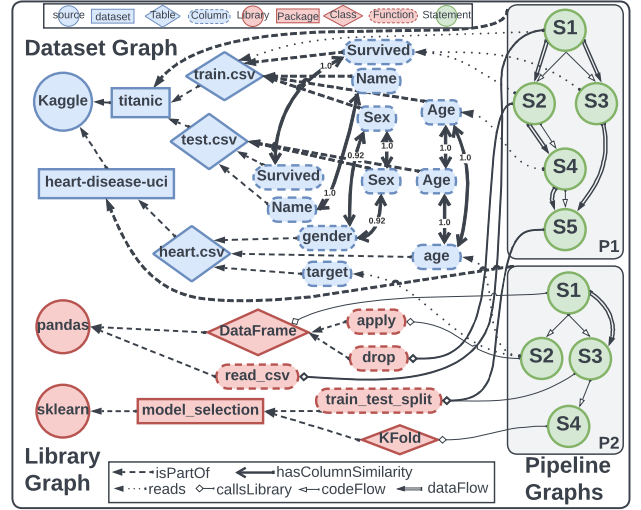 source dataset Table Column Library Package Class Function Statement
Dataset Graph
Survived
train.csv
1.0
Name
Kaggle
titanic
Sex
Age
test.csv
0.92
1.0
1.0
1.0
Survived
Sex
Age
heart-disease-uci
1.0
Name
0.92
1.0
gender
heart.csv
age
target
S1
S2
S3
S4
S5
P1
pandas
DataFrame
apply
drop
read_csv
train_test_split
sklearn
model_selection
KFold
S1
S2
S3
S4
P2
Library
Graph
Pipeline
Graphs
isPartOf hasColumnSimilarity
reads callsLibrary codeFlow dataFlow